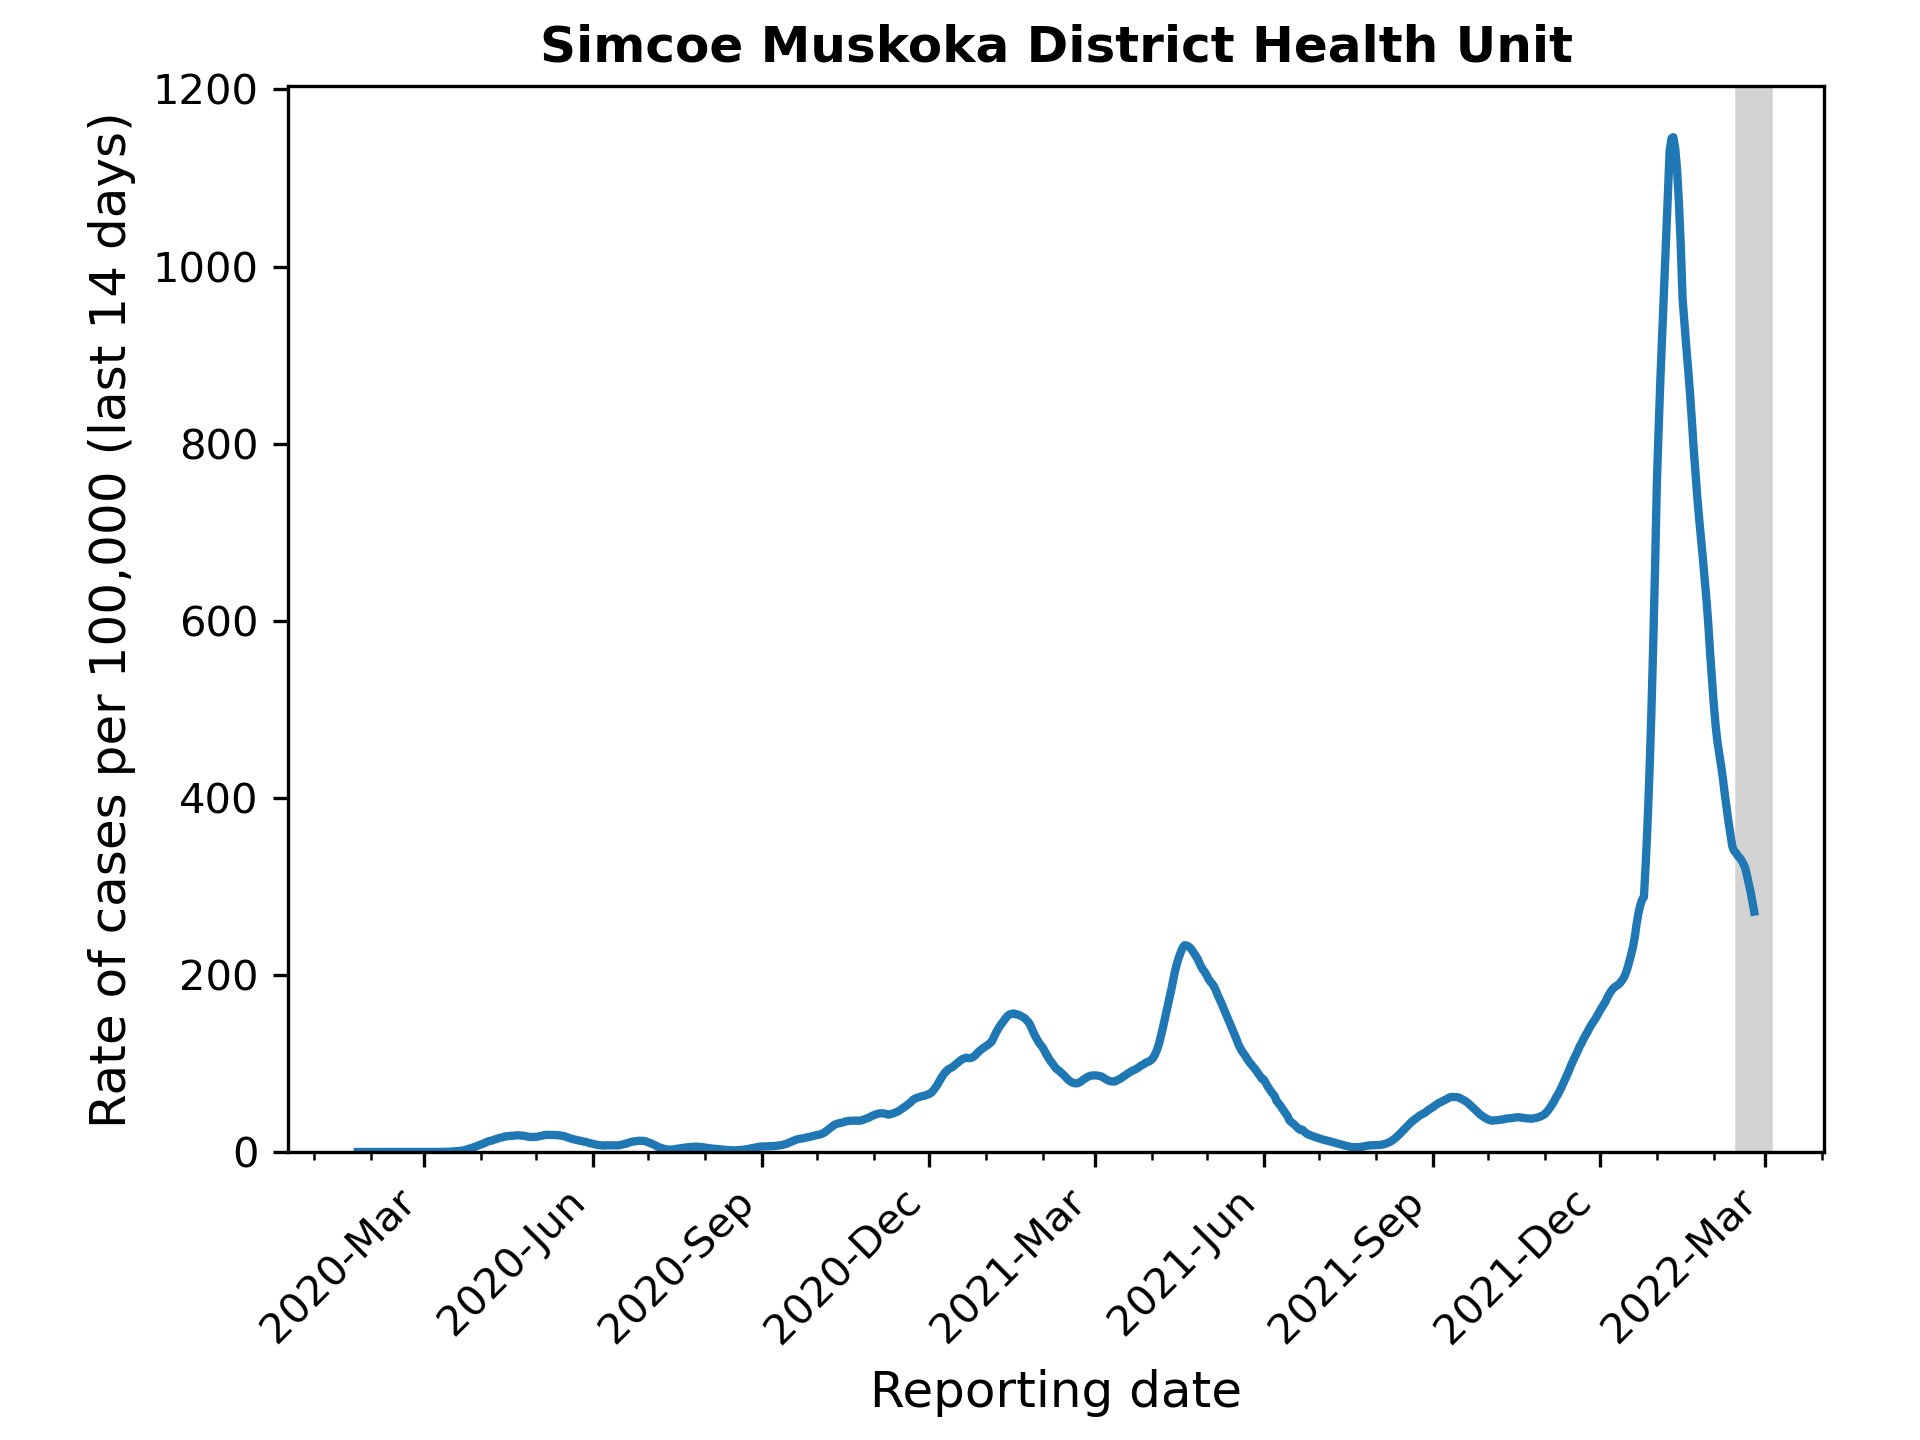 Simcoe Muskoka District Health Unit
Rate of cases per 100,000 (last 14 days)
1200
1000
800
600
400
200
0
2020-Mar
2020-Jun
2020-Sep
2020-Dec
2021-Mar
2021-Jun
2021-Sep
2021-Dec
2022-Mar
Reporting date